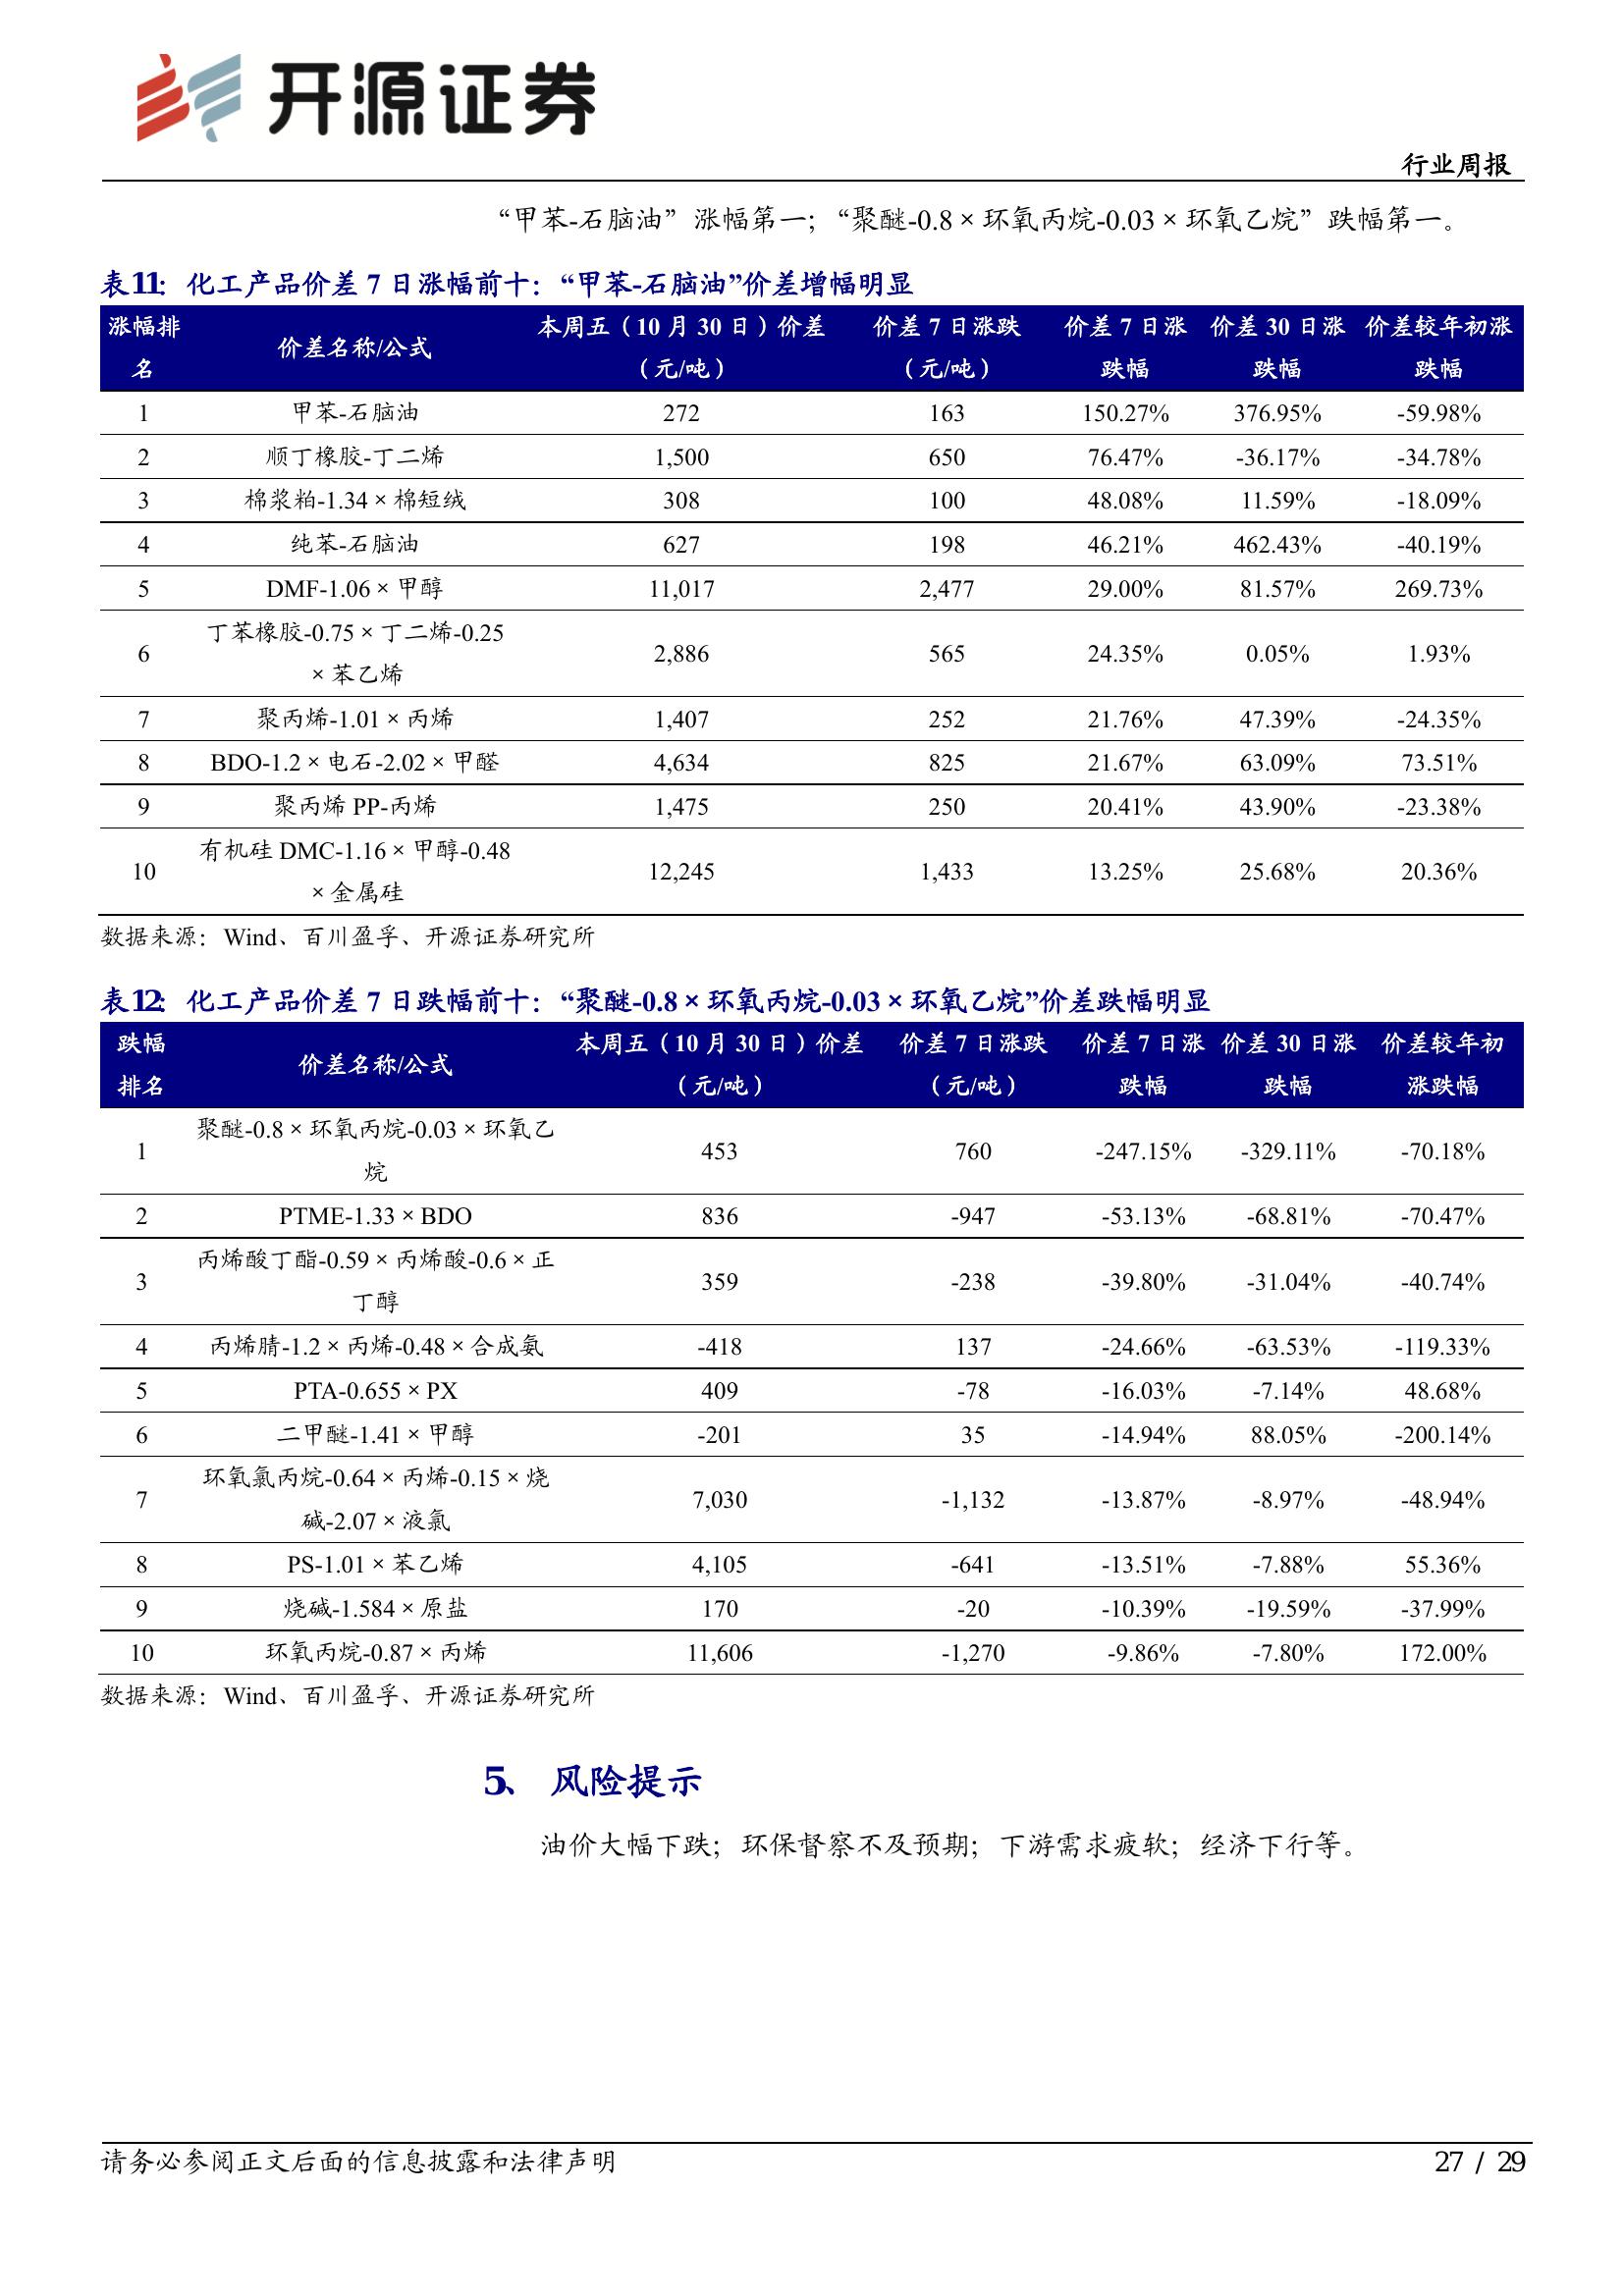 开源证券
行业周报
“甲苯-石脑油”涨幅第一;“聚醚-0.8×环氧丙烷-0.03×环氧乙烷”跌幅第一。
表11: 化工产品价差 7 日涨幅前十:“甲苯-石脑油”价差增幅明显
涨幅排名 价差名称/公式 本周五(10 月 30 日)价差(元/吨) 价差 7 日涨跌(元/吨) 价差 7 日涨跌幅 价差 30 日涨跌幅 价差较年初涨跌幅
1 甲苯-石脑油 272 163 150.27% 376.95% -59.98%
2 顺丁橡胶-丁二烯 1,500 650 76.47% -36.17% -34.78%
3 棉浆粕-1.34×棉短绒 308 100 48.08% 11.59% -18.09%
4 纯苯-石脑油 627 198 46.21% 462.43% -40.19%
5 DMF-1.06×甲醇 11,017 2,477 29.00% 81.57% 269.73%
6 丁苯橡胶-0.75×丁二烯-0.25×苯乙烯 2,886 565 24.35% 0.05% 1.93%
7 聚丙烯-1.01×丙烯 1,407 252 21.76% 47.39% -24.35%
8 BDO-1.2×电石-2.02×甲醛 4,634 825 21.67% 63.09% 73.51%
9 聚丙烯 PP-丙烯 1,475 250 20.41% 43.90% -23.38%
10 有机硅 DMC-1.16×甲醇-0.48×金属硅 12,245 1,433 13.25% 25.68% 20.36%
数据来源:Wind、百川盈孚、开源证券研究所
表12: 化工产品价差 7 日跌幅前十:“聚醚-0.8×环氧丙烷-0.03×环氧乙烷”价差跌幅明显
跌幅排名 价差名称/公式 本周五(10 月 30 日)价差(元/吨) 价差 7 日涨跌(元/吨) 价差 7 日涨跌幅 价差 30 日涨跌幅 价差较年初涨跌幅
1 聚醚-0.8×环氧丙烷-0.03×环氧乙烷 453 760 -247.15% -329.11% -70.18%
2 PTME-1.33×BDO 836 -947 -53.13% -68.81% -70.47%
3 丙烯酸丁酯-0.59×丙烯酸-0.6×正丁醇 359 -238 -39.80% -31.04% -40.74%
4 丙烯腈-1.2×丙烯-0.48×合成氨 -418 137 -24.66% -63.53% -119.33%
5 PTA-0.655×PX 409 -78 -16.03% -7.14% 48.68%
6 二甲醚-1.41×甲醇 -201 35 -14.94% 88.05% -200.14%
7 环氧氯丙烷-0.64×丙烯-0.15×烧碱-2.07×液氯 7,030 -1,132 -13.87% -8.97% -48.94%
8 PS-1.01×苯乙烯 4,105 -641 -13.51% -7.88% 55.36%
9 烧碱-1.584×原盐 170 -20 -10.39% -19.59% -37.99%
10 环氧丙烷-0.87×丙烯 11,606 -1,270 -9.86% -7.80% 172.00%
数据来源:Wind、百川盈孚、开源证券研究所
5、 风险提示
油价大幅下跌;环保督察不及预期;下游需求疲软;经济下行等。
请务必参阅正文后面的信息披露和法律声明
27 / 29